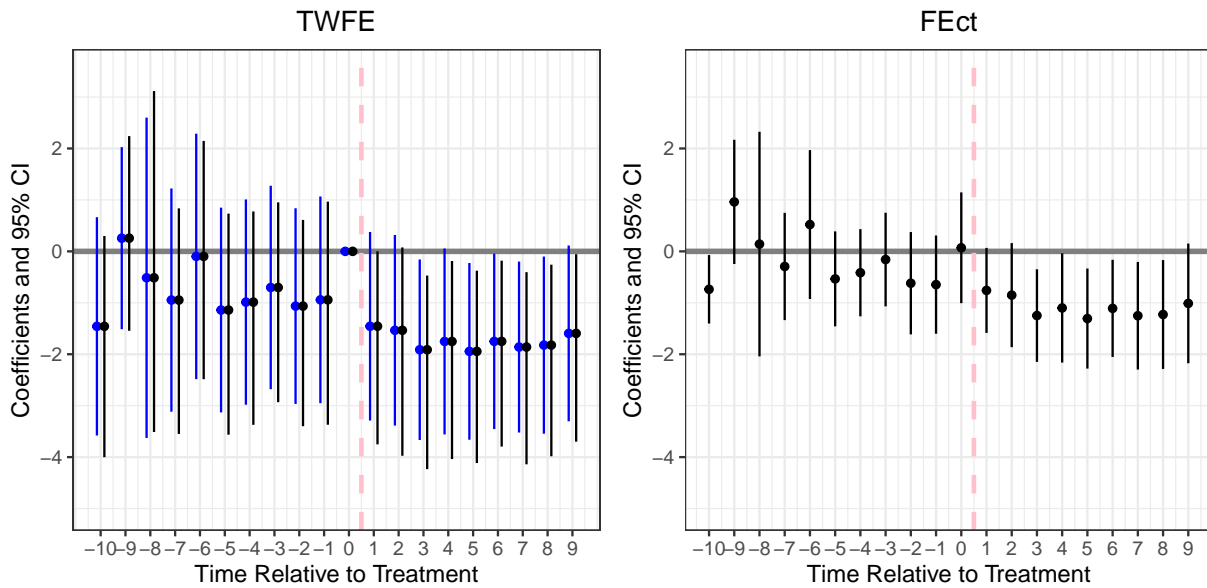 TWFE
Coefficients and 95% CI
2
0
−2
−4
−10 −9 −8 −7 −6 −5 −4 −3 −2 −1 0 1 2 3 4 5 6 7 8 9
Time Relative to Treatment
FEct
Coefficients and 95% CI
2
0
−2
−4
−10 −9 −8 −7 −6 −5 −4 −3 −2 −1 0 1 2 3 4 5 6 7 8 9
Time Relative to Treatment